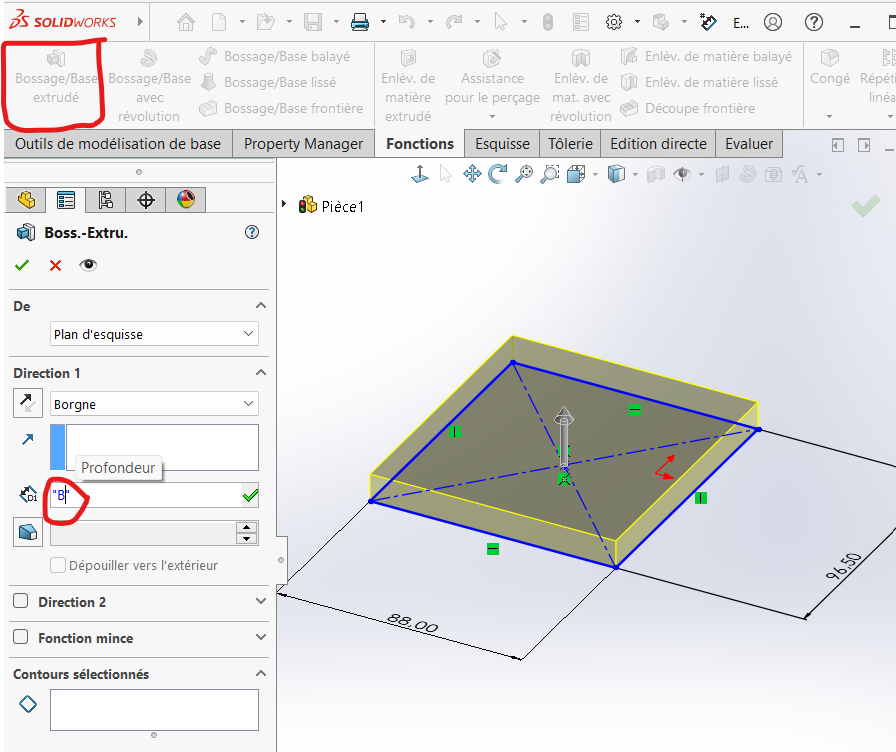 SOLIDWORKS
E...
Bossage/Base
extrudé
Bossage/Base
avec
révolution
Bossage/Base balayé
Bossage/Base lissé
Bossage/Base frontière
Enlèv. de
matière
extrudé
Assistance
pour le perçage
Enlèv. de
mat. avec
révolution
Enlèv. de matière balayé
Enlèv. de matière lissé
Découpe frontière
Congé
Outils de modélisation de base
Property Manager
Fonctions
Esquisse
Tôlerie
Edition directe
Evaluer
Pièce1
Boss.-Extru.
De
Plan d'esquisse
Direction 1
Borgne
Profondeur
D1
"B"
Dépouiller vers l'extérieur
Direction 2
Fonction mince
Contours sélectionnés
88,00
96,50